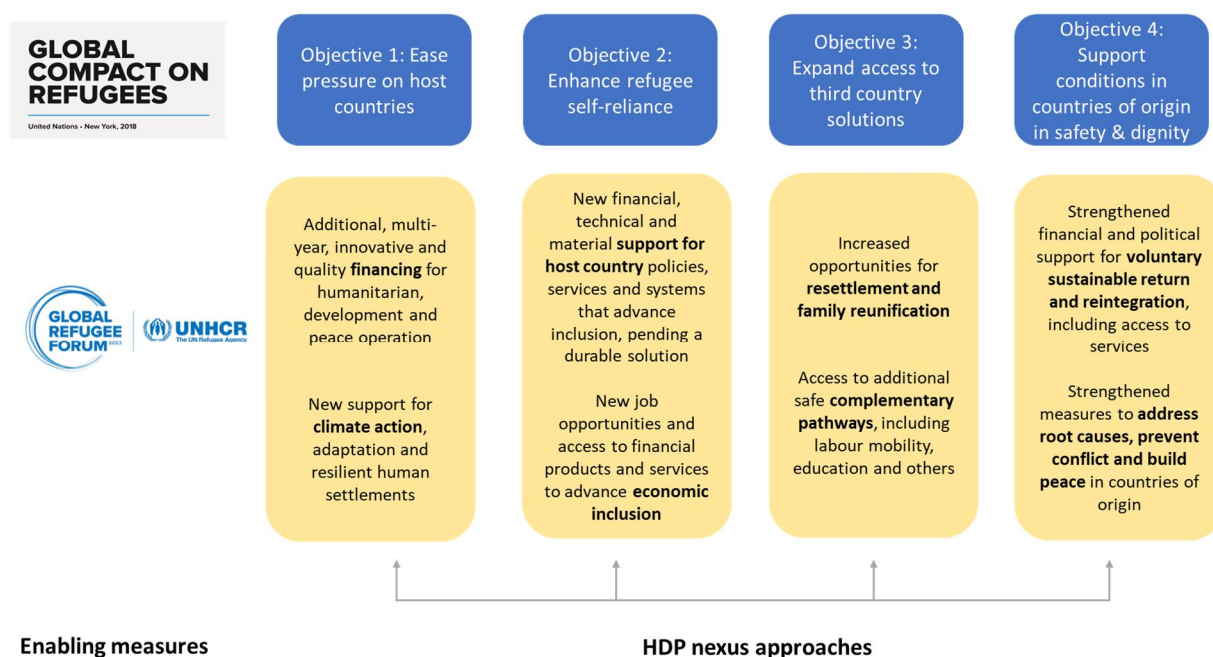 GLOBAL
COMPACT ON
REFUGEES
United Nations • New York, 2018
Objective 1: Ease
pressure on host
countries
Objective 2:
Enhance refugee
self-reliance
Objective 3:
Expand access to
third country
solutions
Objective 4:
Support
conditions in
countries of origin
in safety & dignity
GLOBAL
REFUGEE
FORUM 2023
UNHCR
The UN Refugee Agency
Additional, multi-
year, innovative and
quality financing for
humanitarian,
development and
peace operation
New support for
climate action,
adaptation and
resilient human
settlements
New financial,
technical and
material support for
host country policies,
services and systems
that advance
inclusion, pending a
durable solution
New job
opportunities and
access to financial
products and services
to advance economic
inclusion
Increased
opportunities for
resettlement and
family reunification
Access to additional
safe complementary
pathways, including
labour mobility,
education and others
Strengthened
financial and political
support for voluntary
sustainable return
and reintegration,
including access to
services
Strengthened
measures to address
root causes, prevent
conflict and build
peace in countries of
origin
Enabling measures
HDP nexus approaches